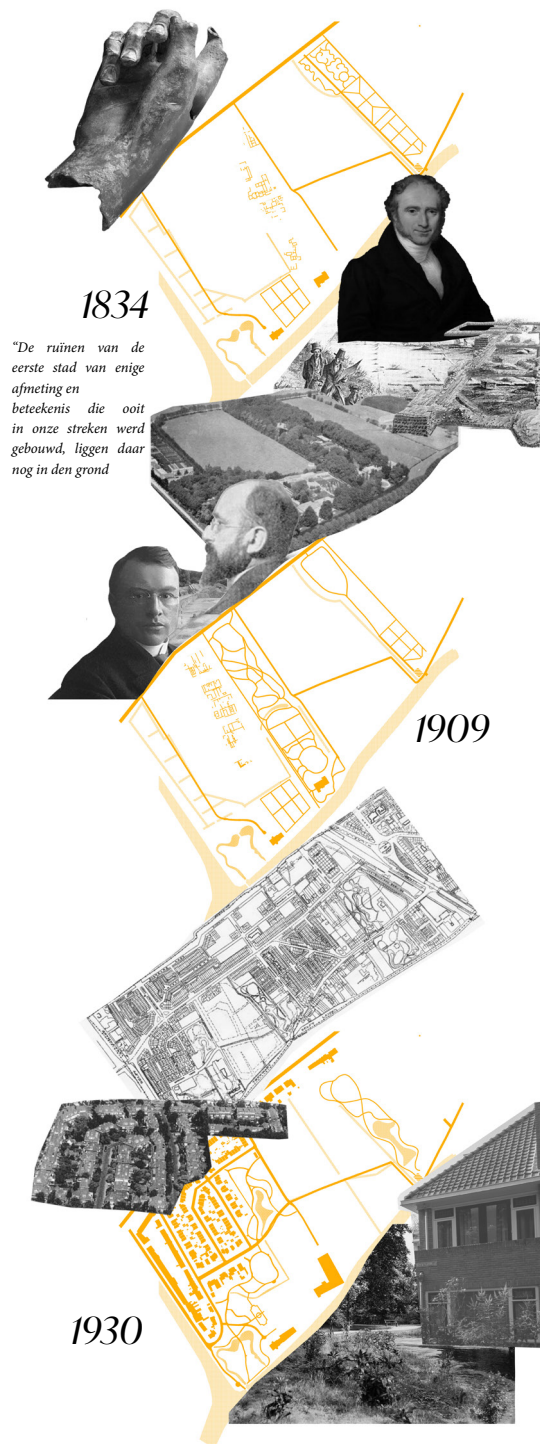 1834
“De ruïnen van de
eerste stad van enige
afmeting en
beteekenis die ooit
in onze streken werd
gebouwd, liggen daar
nog in den grond
1909
1930